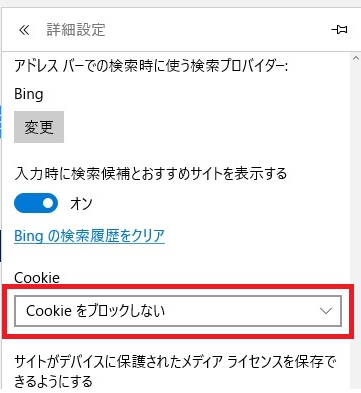 詳細設定
アドレス バーでの検索時に使う検索プロバイダー:
Bing
変更
入力時に検索候補とおすすめサイトを表示する
オン
Bing の検索履歴をクリア
Cookie
Cookie をブロックしない
サイトがデバイスに保護されたメディア ライセンスを保存で
きるようにする